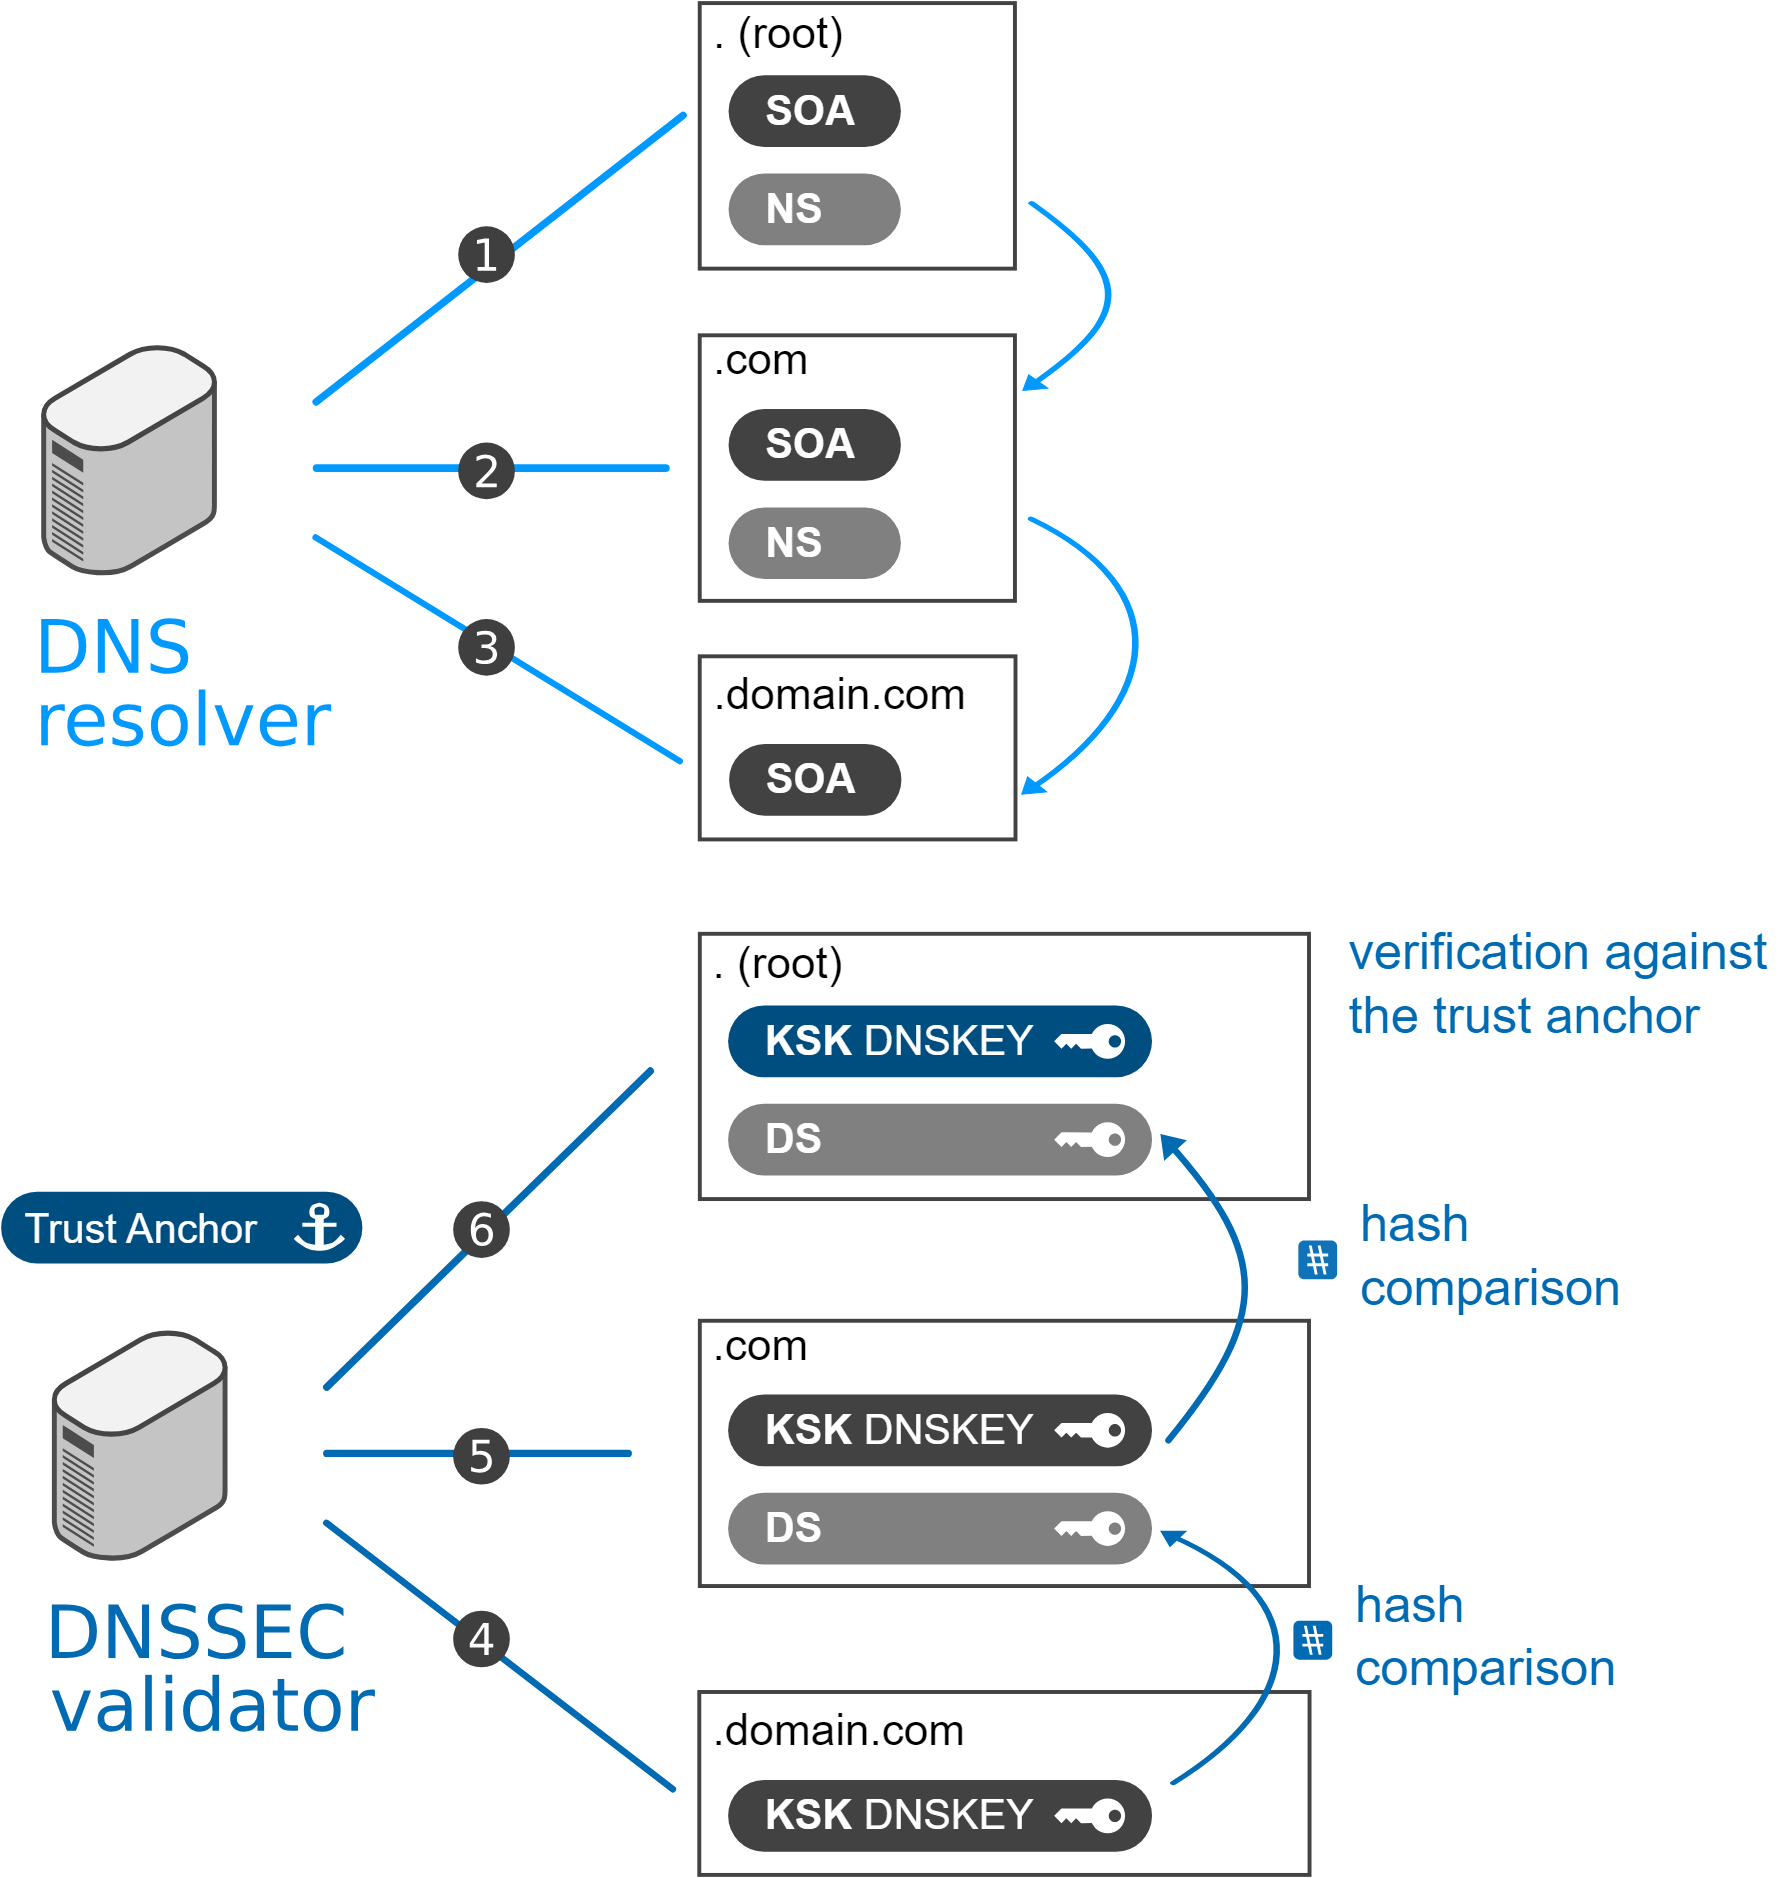 . (root)
SOA
NS
1
.com
SOA
NS
2
DNS
resolver
3
.domain.com
SOA
. (root)
KSK DNSKEY
DS
verification against
the trust anchor
Trust Anchor
6
hash
comparison
#
.com
KSK DNSKEY
DS
5
DNSSEC
validator
4
hash
comparison
#
.domain.com
KSK DNSKEY